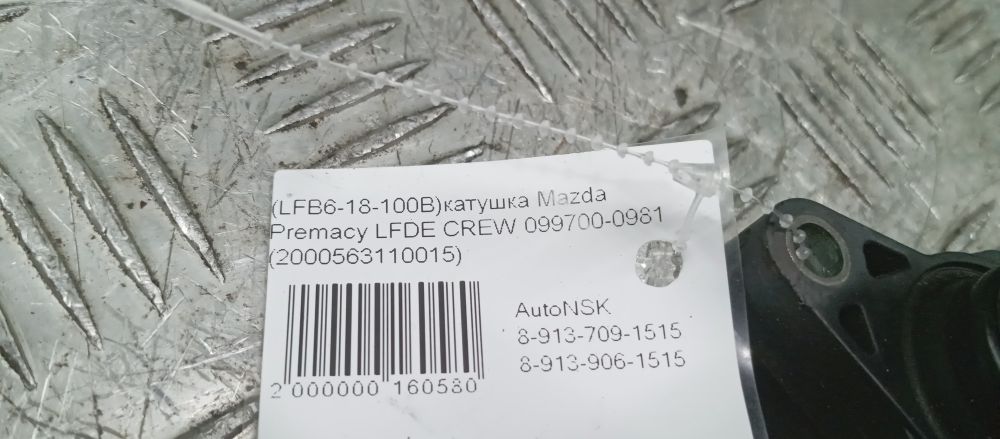 (LFB6-18-100B)катушка Mazda
Premacy LFDE CREW 099700-0981
(2000563110015)
AutoNSK
8-913-709-1515
8-913-906-1515
2 000000 160580